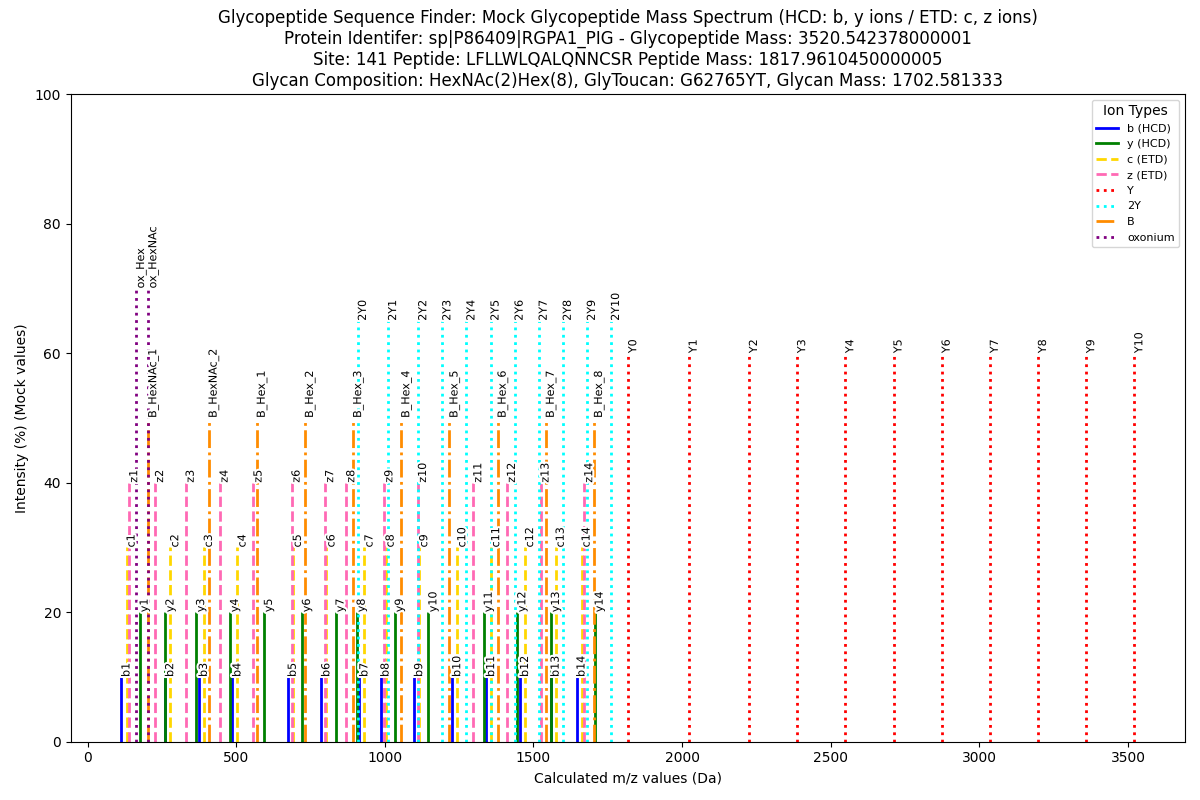 Glycopeptide Sequence Finder: Mock Glycopeptide Mass Spectrum (HCD: b, y ions / ETD: c, z ions)
Protein Identifer: sp|P86409|RGPA1_PIG - Glycopeptide Mass: 3520.542378000001
Site: 141 Peptide: LFLLWLQALQNNCSR Peptide Mass: 1817.9610450000005
Glycan Composition: HexNAc(2)Hex(8), GlyToucan: G62765YT, Glycan Mass: 1702.581333
Intensity (%) (Mock values)
100
80
60
40
20
0
Ion Types
b (HCD)
y (HCD)
c (ETD)
z (ETD)
Y
2Y
B
oxonium
ox_Hex
ox_HexNAc
2Y0
2Y1
2Y2
2Y3
2Y4
2Y5
2Y6
2Y7
2Y8
2Y9
2Y10
Y0
Y1
Y2
Y3
Y4
Y5
Y6
Y7
Y8
Y9
Y10
B_HexNAc_1
B_HexNAc_2
B_Hex_1
B_Hex_2
B_Hex_3
B_Hex_4
B_Hex_5
B_Hex_6
B_Hex_7
B_Hex_8
z1
z2
z3
z4
z5
z6
z7
z8
z9
z10
z11
z12
z13
z14
c1
c2
c3
c4
c5
c6
c7
c8
c9
c10
c11
c12
c13
c14
y1
y2
y3
y4
y5
y6
y7
y8
y9
y10
y11
y12
y13
y14
b1
b2
b3
b4
b5
b6
b7
b8
b9
b10
b11
b12
b13
b14
0
500
1000
1500
2000
2500
3000
3500
Calculated m/z values (Da)